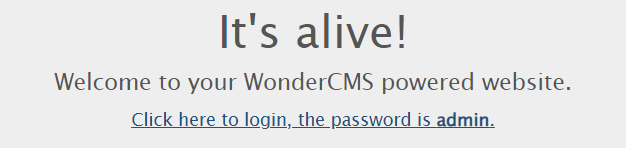 It's alive!
Welcome to your WonderCMS powered website.
Click here to login, the password is admin.